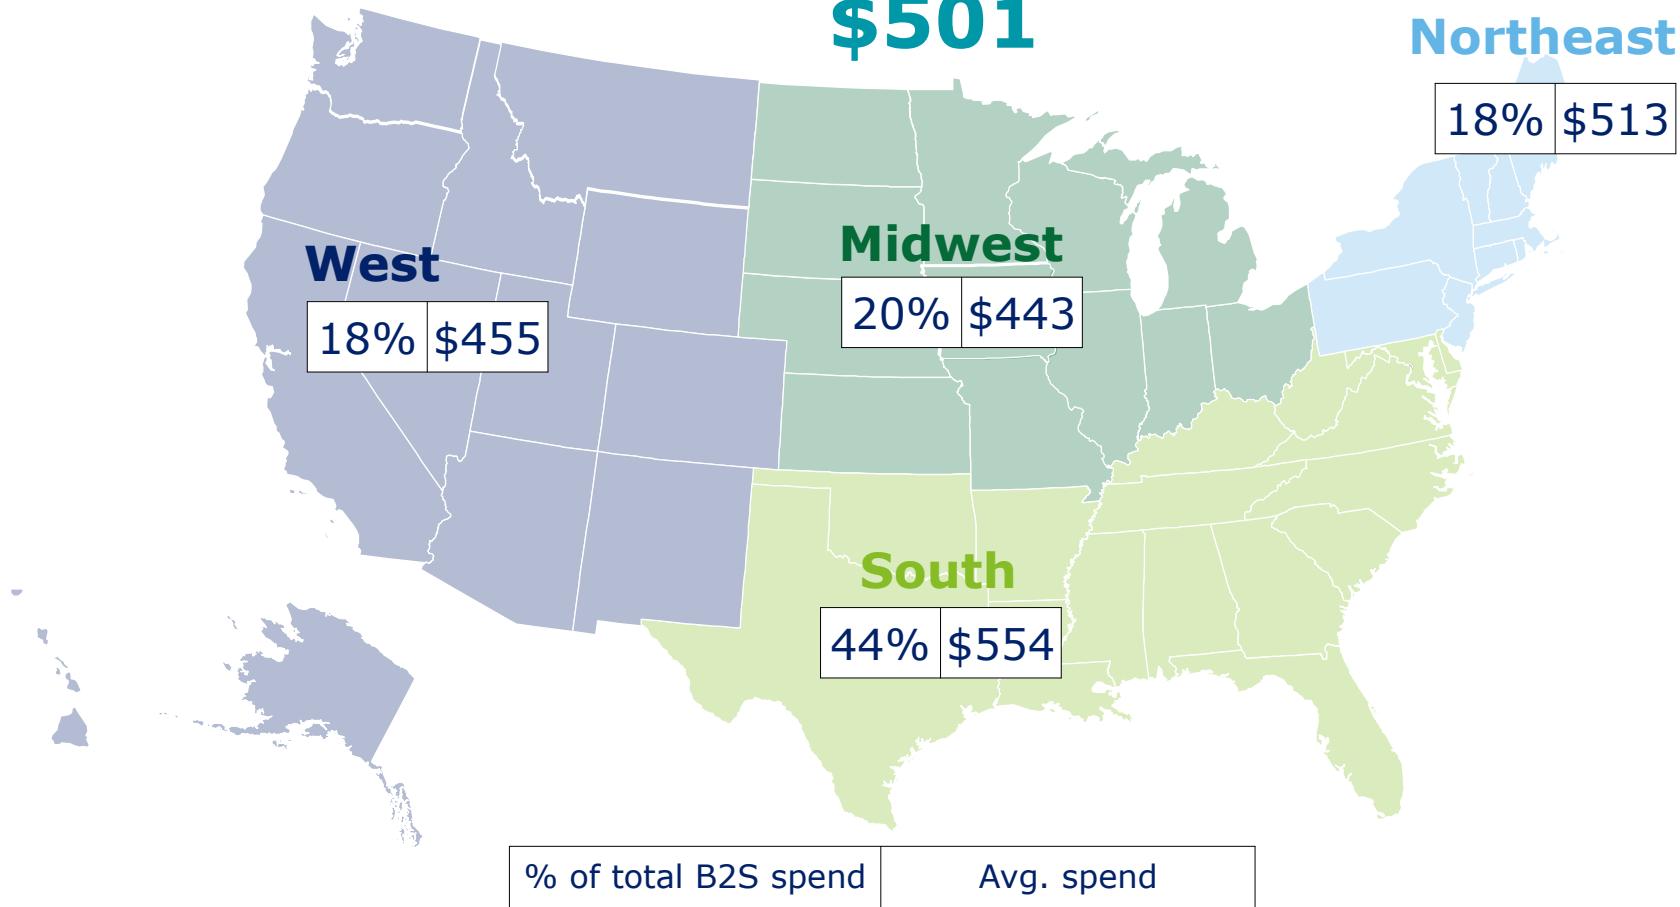 $501
Northeast
18% $513
West
18% $455
Midwest
20% $443
South
44% $554
% of total B2S spend Avg. spend